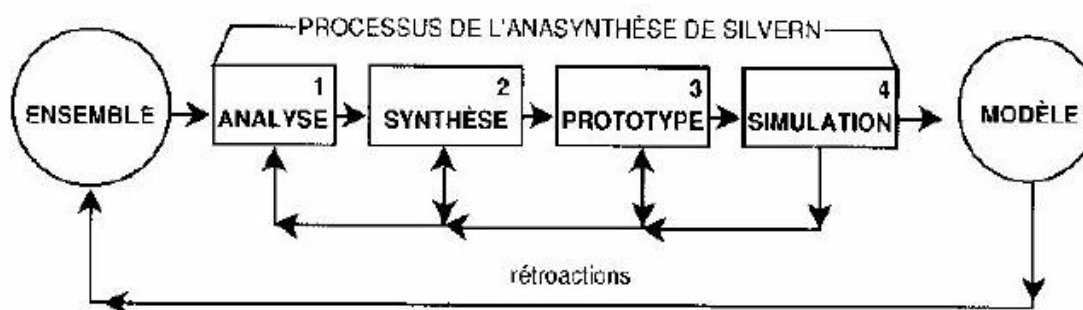 PROCESSUS DE L'ANASYNTHÈSE DE SILVERN
ENSEMBLE
1
ANALYSE
2
SYNTHÈSE
3
PROTOTYPE
4
SIMULATION
MODÈLE
rétroactions